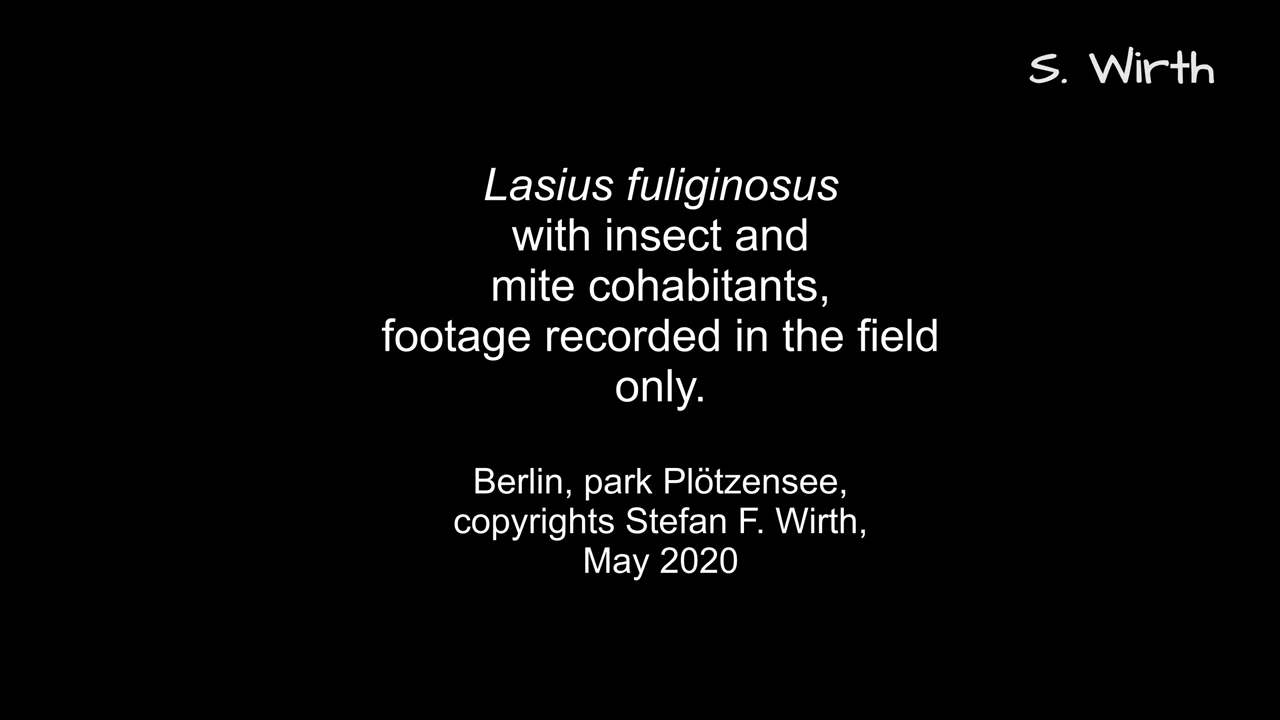 S. Wirth
Lasius fuliginosus
with insect and
mite cohabitants,
footage recorded in the field
only.
Berlin, park Plötzensee,
copyrights Stefan F. Wirth,
May 2020